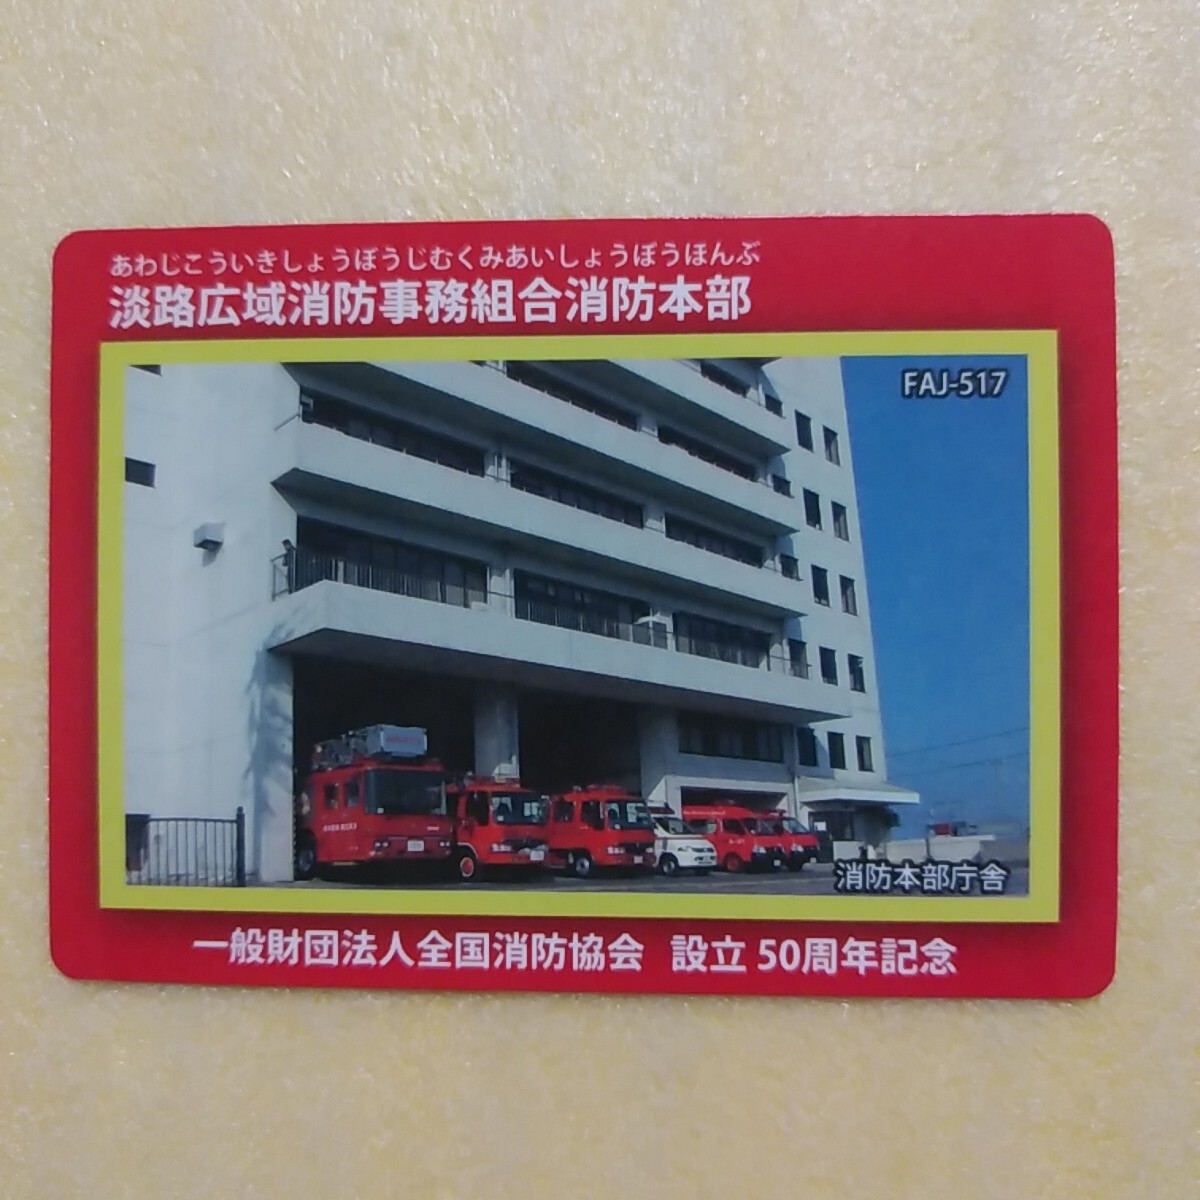 あわじこういきしょうぼうじむくみあいしょうぼうほんぶ
淡路広域消防事務組合消防本部
FAJ-517
消防本部庁舎
一般財団法人全国消防協会 設立 50周年記念